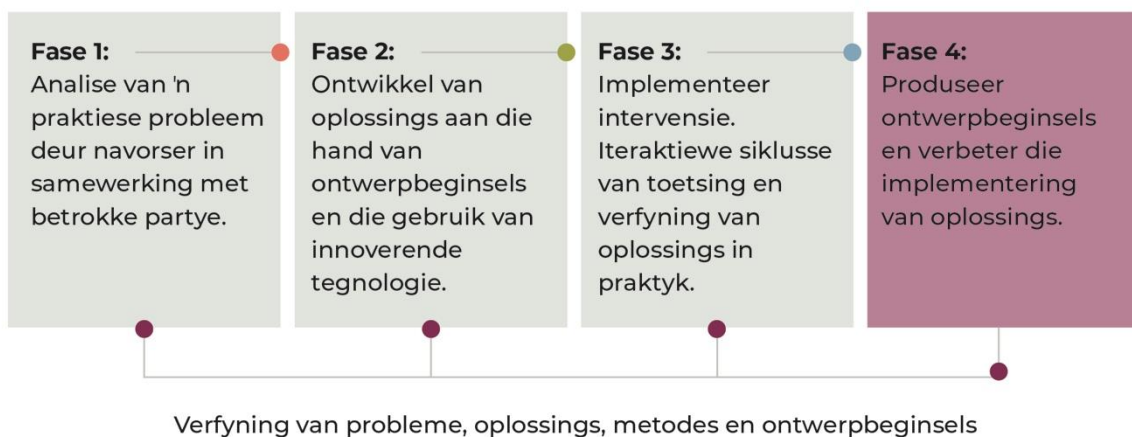 Fase 1:
Analise van 'n
praktiese probleem
deur navorser in
samewerking met
betrokke partye.
Fase 2:
Ontwikkel van
oplossings aan die
hand van
ontwerpbeginsels
en die gebruik van
innoverende
tegnologie.
Fase 3:
Implementeer
intervensie.
Iteraktiewe siklusse
van toetsing en
verfyning van
oplossings in
praktyk.
Fase 4:
Produseer
ontwerpbeginsels
en verbeter die
implementering
van oplossings.
Verfyning van probleme, oplossings, metodes en ontwerpbeginsels